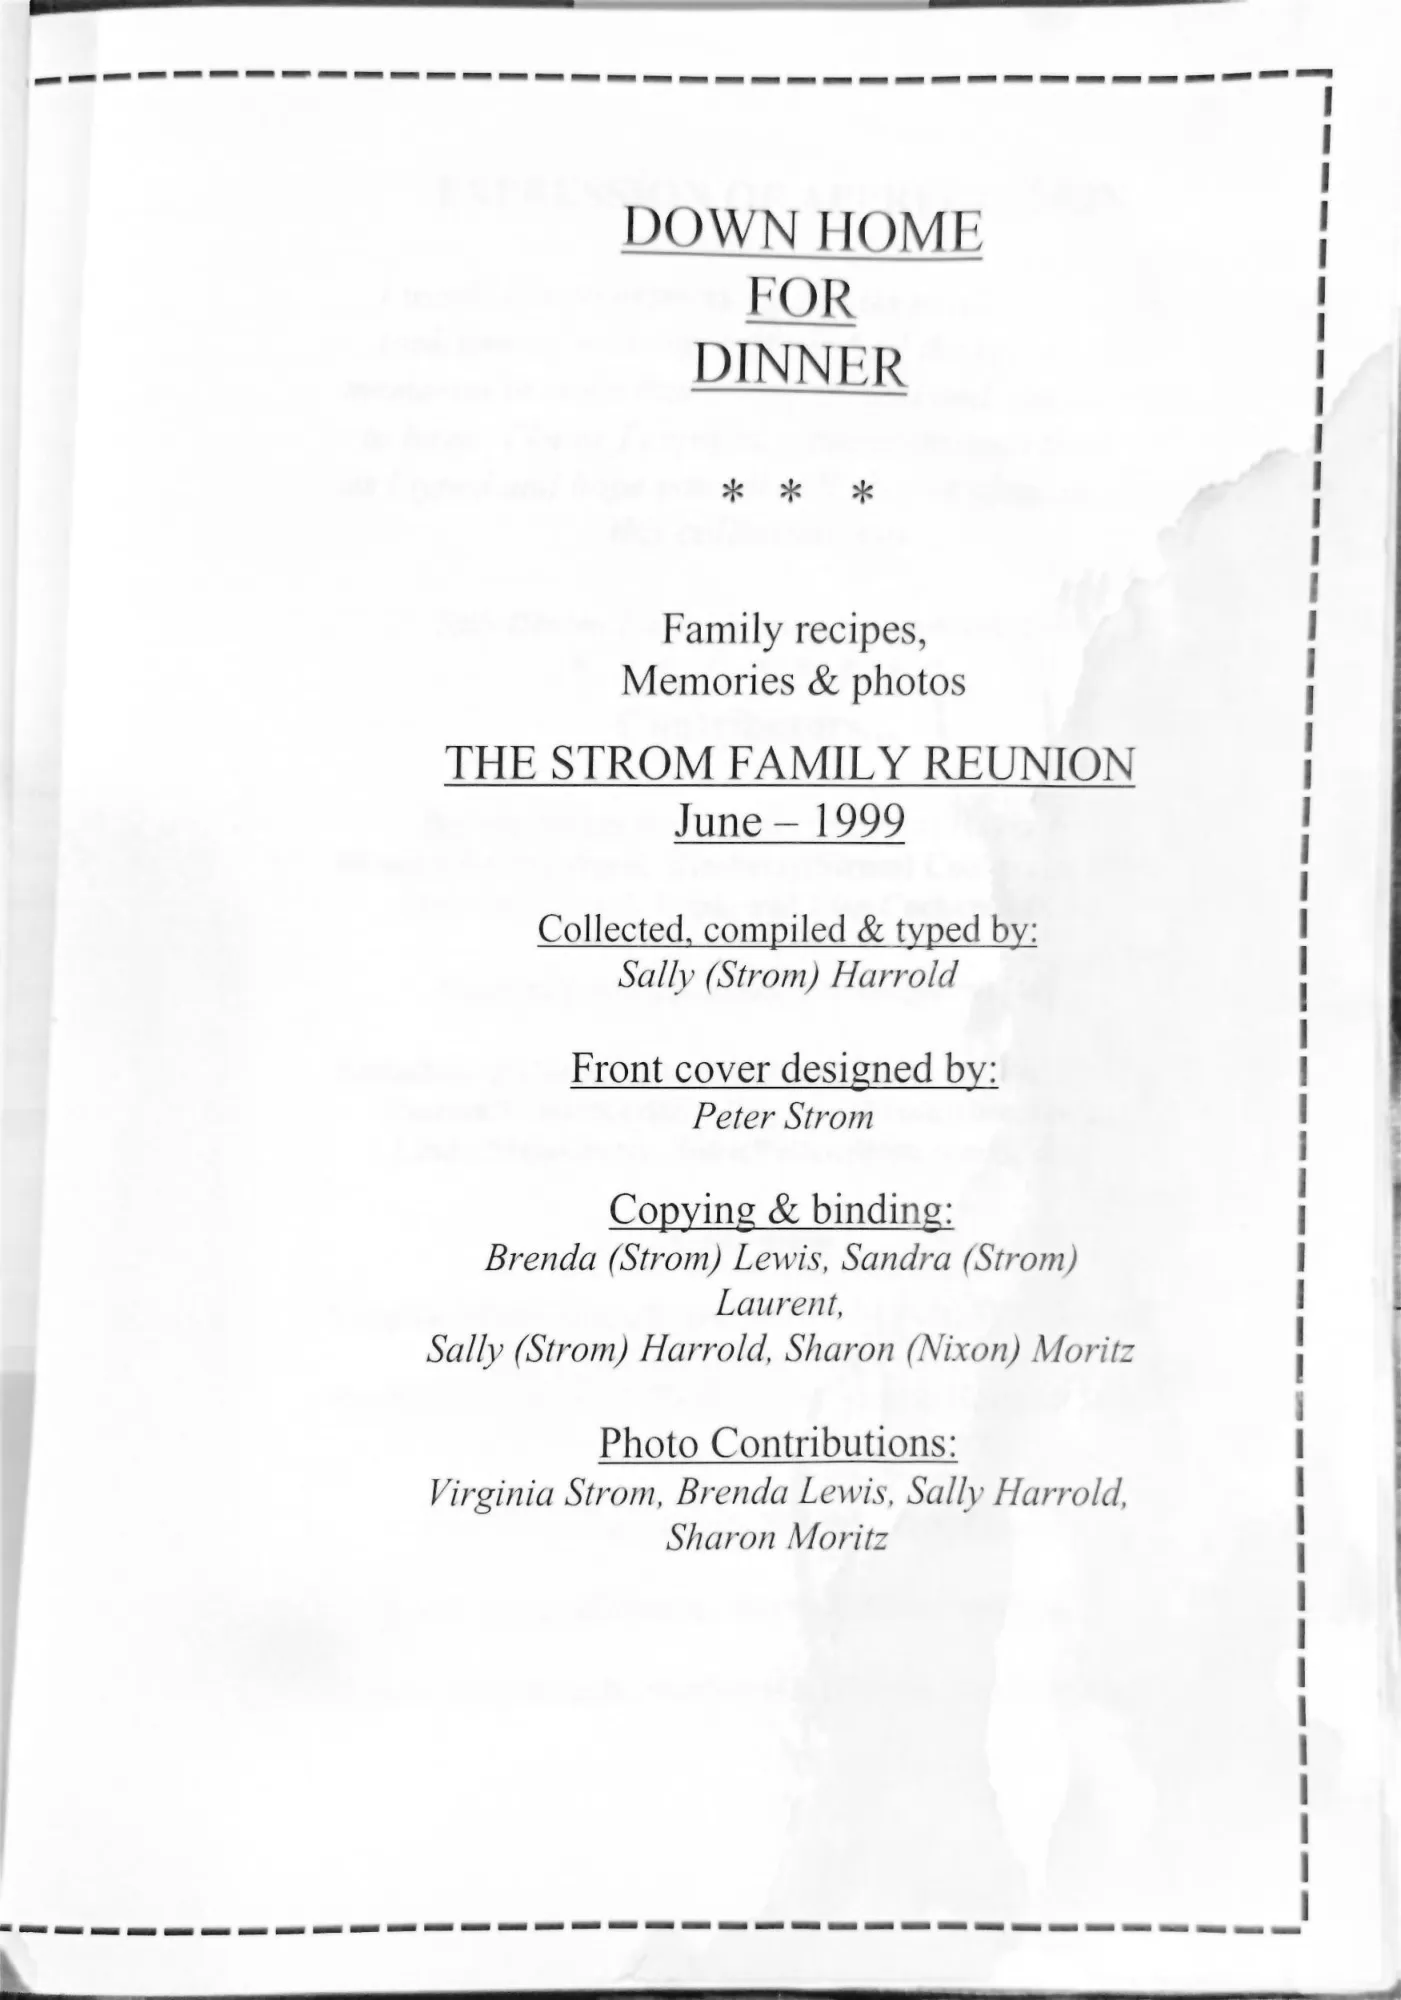 DOWN HOME
FOR
DINNER
* * *
Family recipes,
Memories & photos
THE STROM FAMILY REUNION
June – 1999
Collected, compiled & typed by:
Sally (Strom) Harrold
Front cover designed by:
Peter Strom
Copying & binding:
Brenda (Strom) Lewis, Sandra (Strom)
Laurent,
Sally (Strom) Harrold, Sharon (Nixon) Moritz
Photo Contributions:
Virginia Strom, Brenda Lewis, Sally Harrold,
Sharon Moritz